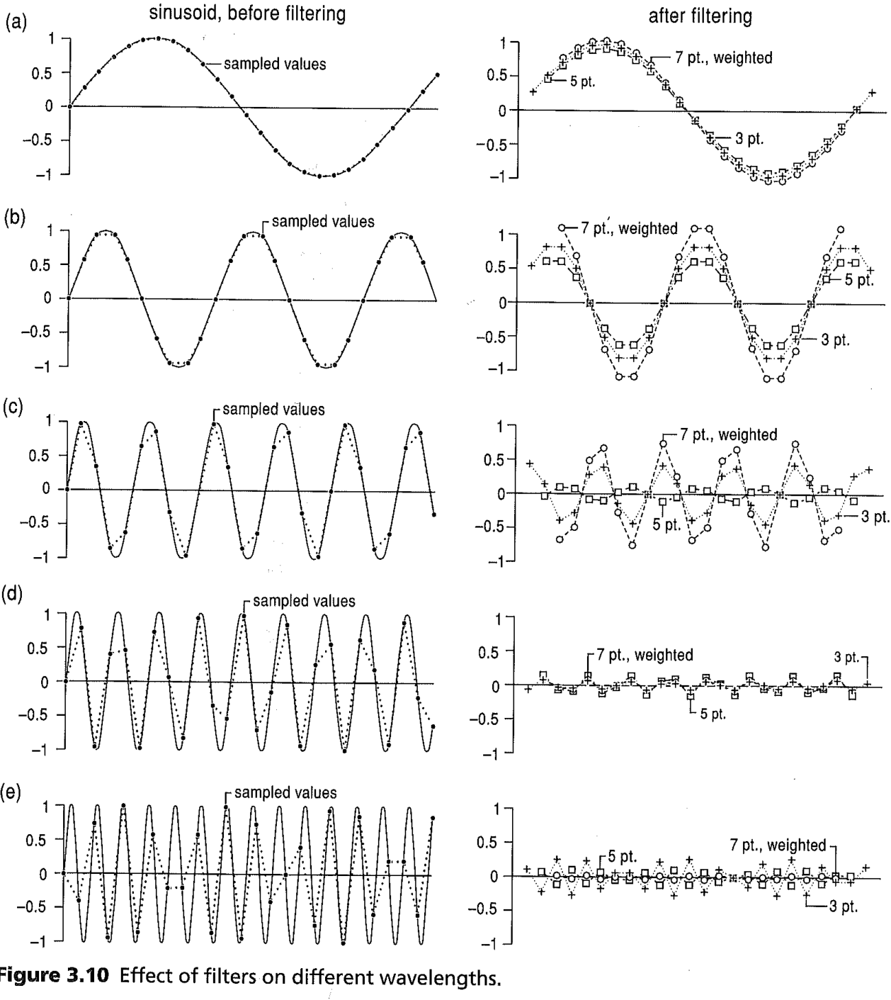 sinusoid, before filtering
after filtering
(a)
1
0.5
0
−0.5
−1
sampled values
1
0.5
0
−0.5
−1
7 pt., weighted
5 pt.
3 pt.
(b)
1
0.5
0
−0.5
−1
sampled values
1
0.5
0
−0.5
−1
7 pt., weighted
5 pt.
3 pt.
(c)
1
0.5
0
−0.5
−1
sampled values
1
0.5
0
−0.5
−1
7 pt., weighted
5 pt.
3 pt.
(d)
1
0.5
0
−0.5
−1
sampled values
1
0.5
0
−0.5
−1
7 pt., weighted
3 pt.
5 pt.
(e)
1
0.5
0
−0.5
−1
sampled values
1
0.5
0
−0.5
−1
5 pt.
7 pt., weighted
3 pt.
Figure 3.10 Effect of filters on different wavelengths.